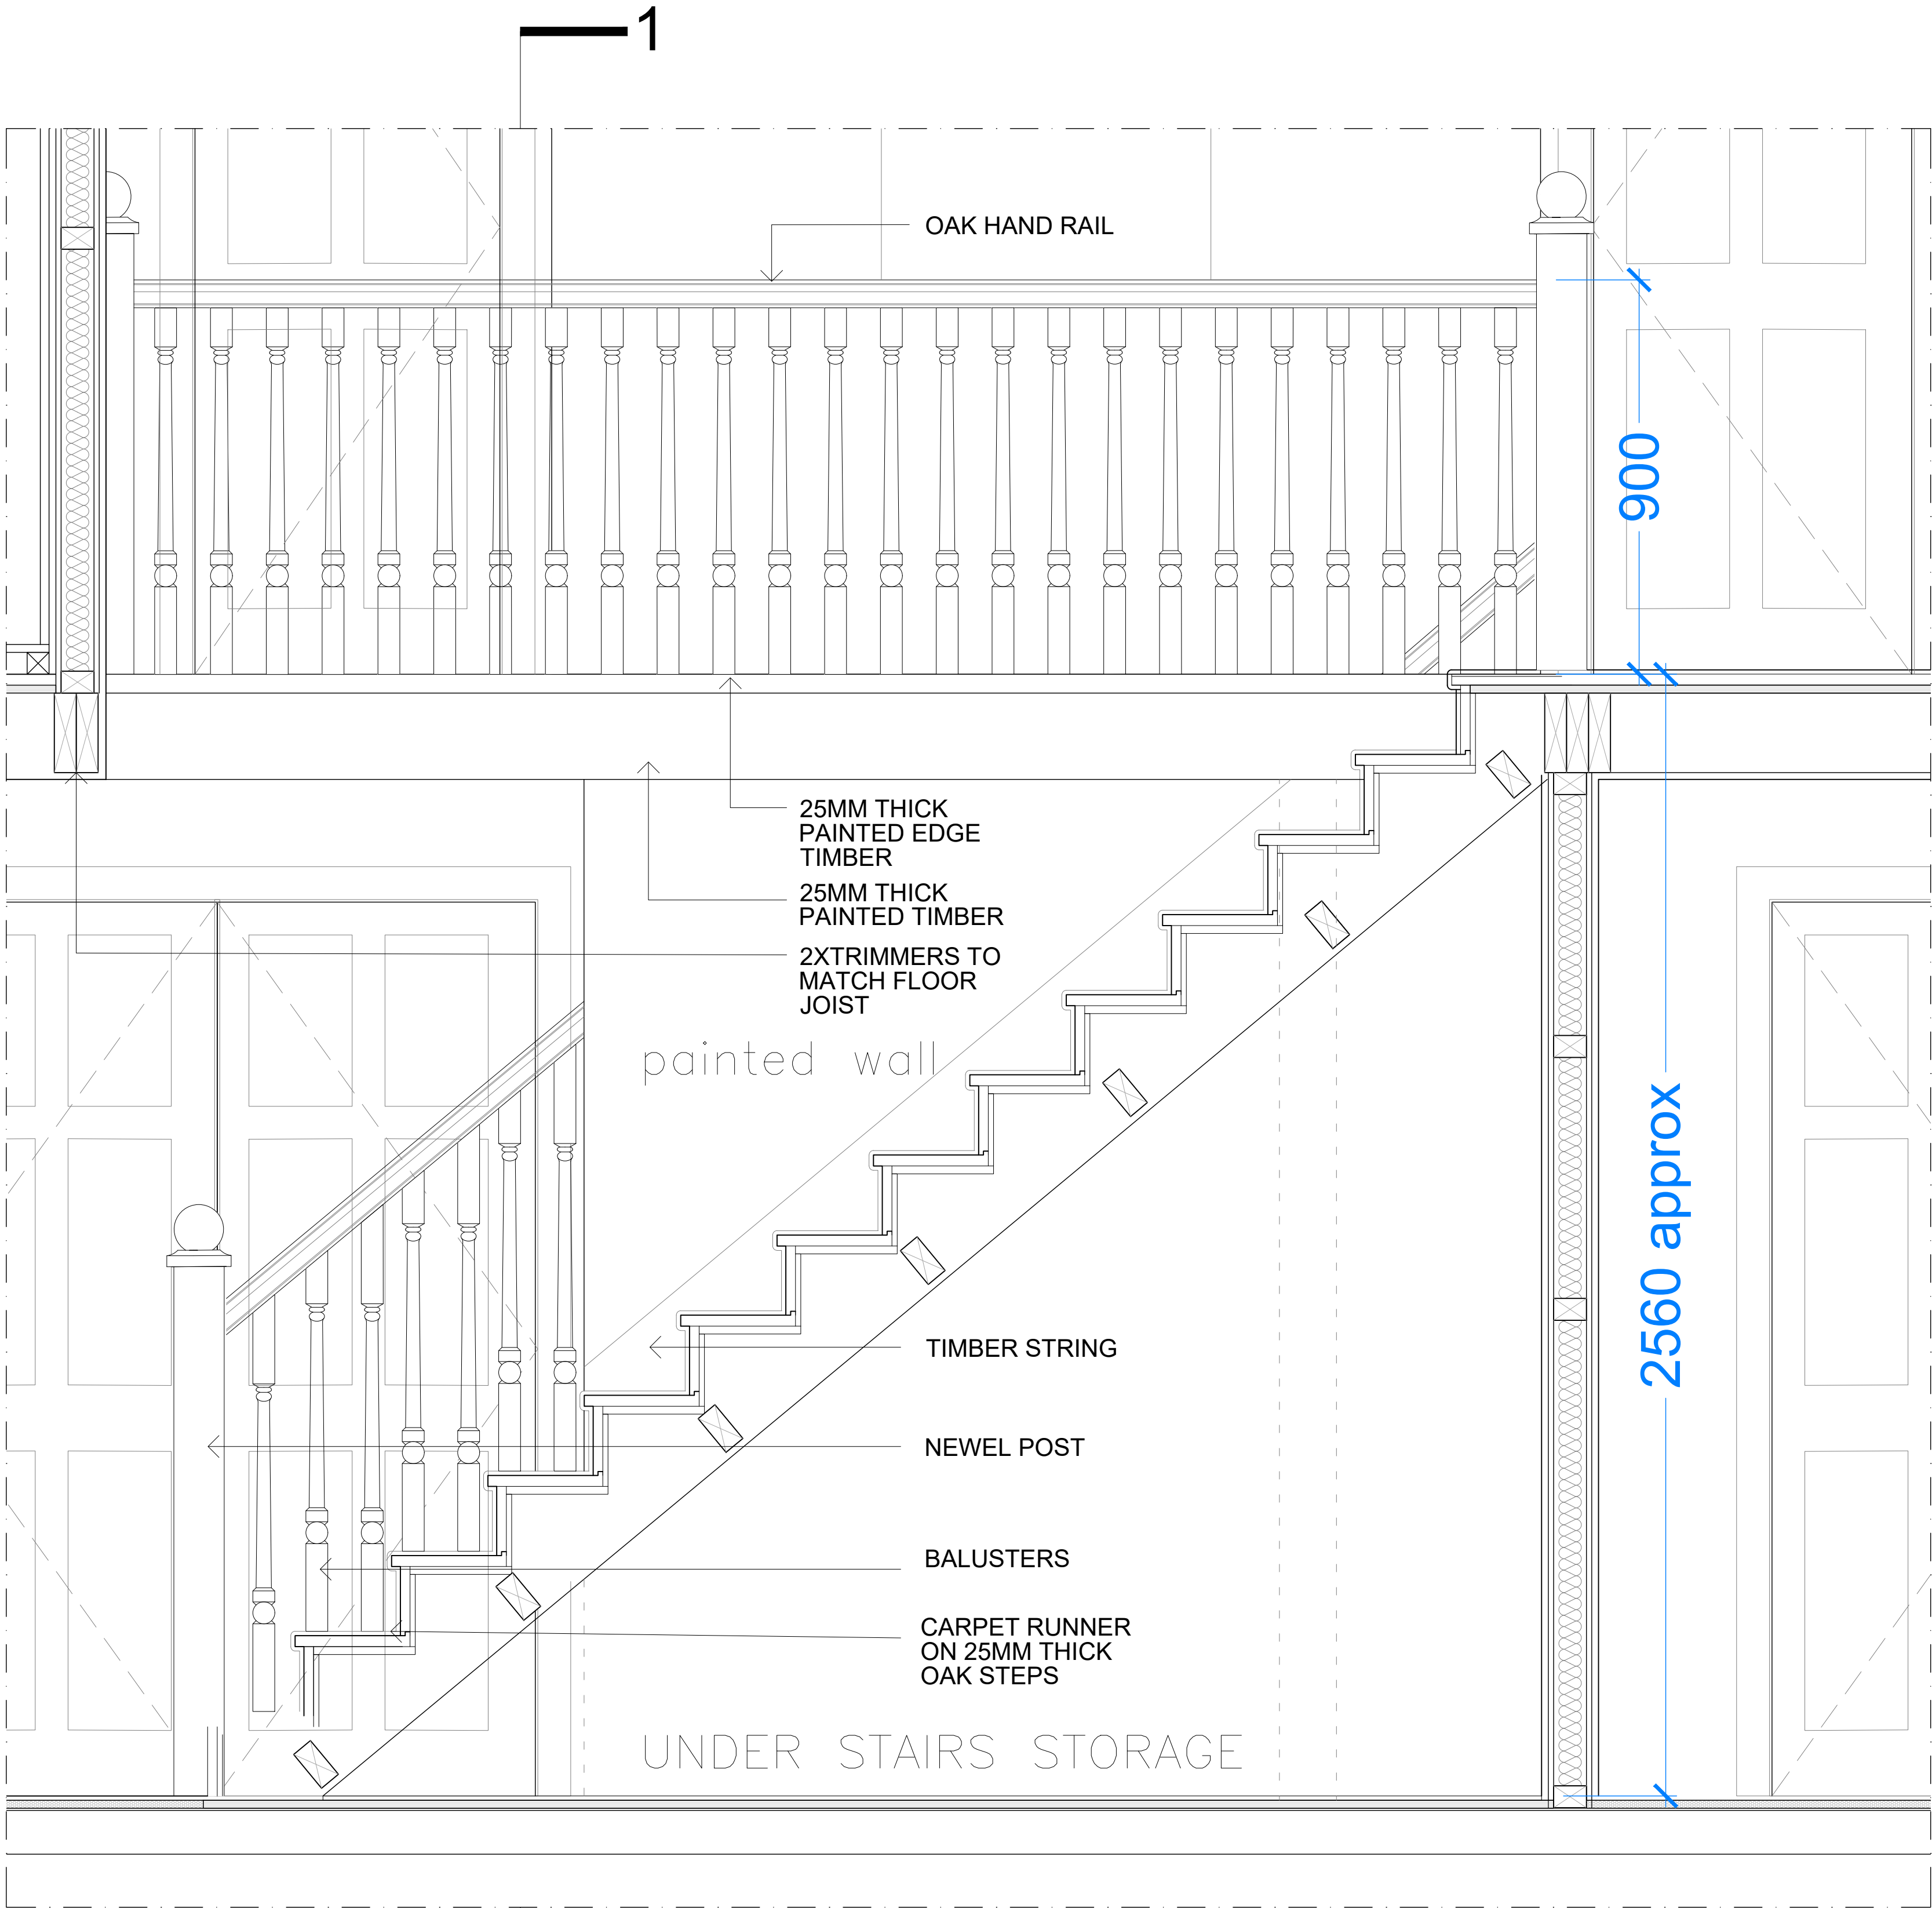 1
OAK HAND RAIL
900
25MM THICK
PAINTED EDGE
TIMBER
25MM THICK
PAINTED TIMBER
2XTRIMMERS TO
MATCH FLOOR
JOIST
painted wall
2560 approx
TIMBER STRING
NEWEL POST
BALUSTERS
CARPET RUNNER
ON 25MM THICK
OAK STEPS
UNDER STAIRS STORAGE